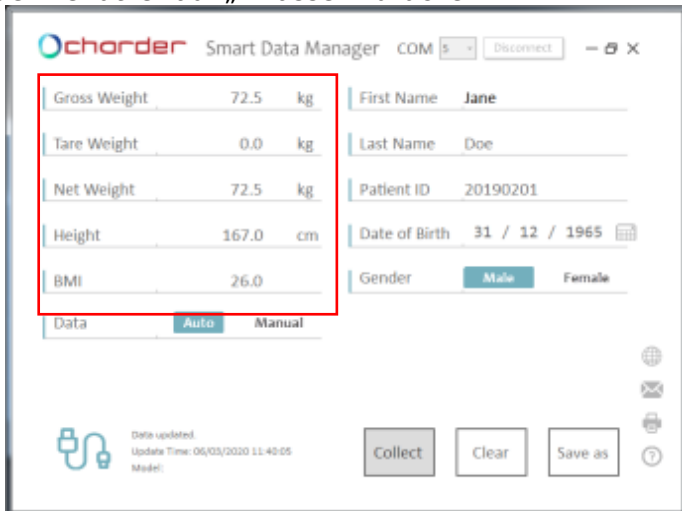 charder Smart Data Manager COM 5 Disconnect
Gross Weight 72.5 kg First Name Jane
Tare Weight 0.0 kg Last Name Doe
Net Weight 72.5 kg Patient ID 20190201
Height 167.0 cm Date of Birth 31 / 12 / 1965
BMI 26.0 Gender Male Female
Data Auto Manual
Data updated.
Update Time: 06/03/2020 11:40:05
Model:
Collect Clear Save as